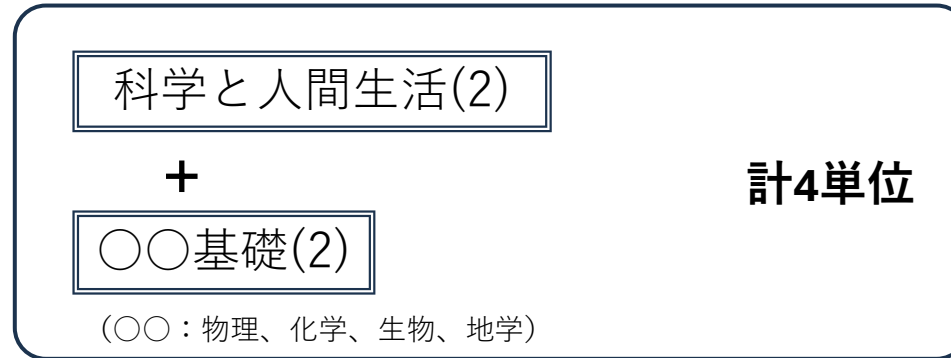 科学と人間生活(2)
+
計4単位
○○基礎(2)
(○○：物理、化学、生物、地学)